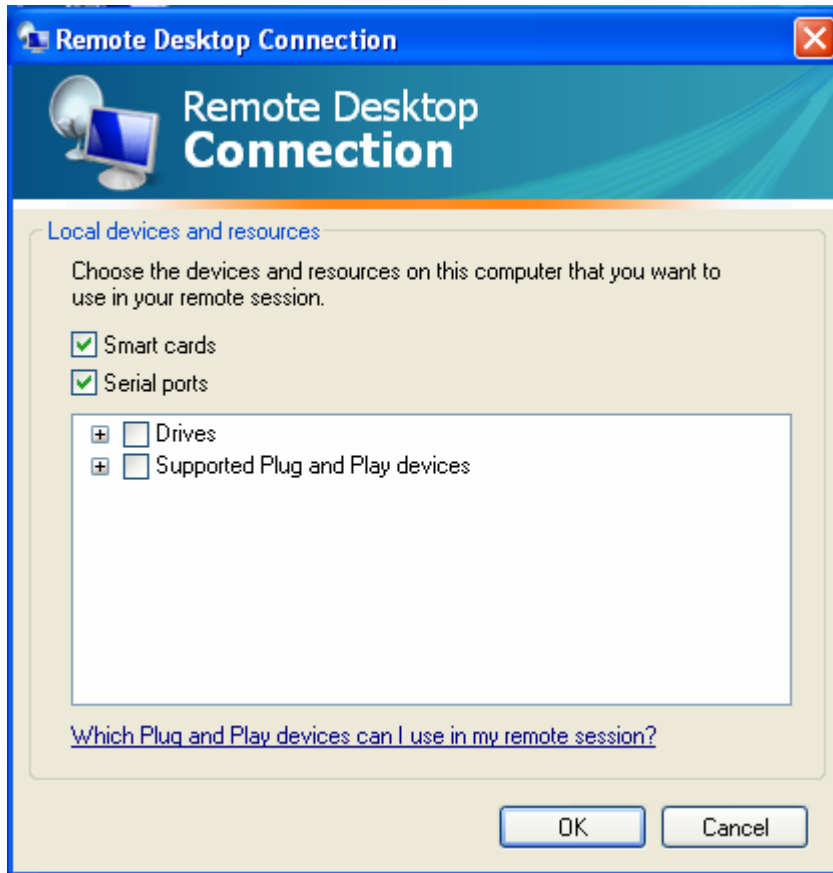 Remote Desktop Connection
Remote Desktop
Connection
Local devices and resources
Choose the devices and resources on this computer that you want to
use in your remote session.
Smart cards
Serial ports
Drives
Supported Plug and Play devices
Which Plug and Play devices can I use in my remote session?
OK Cancel